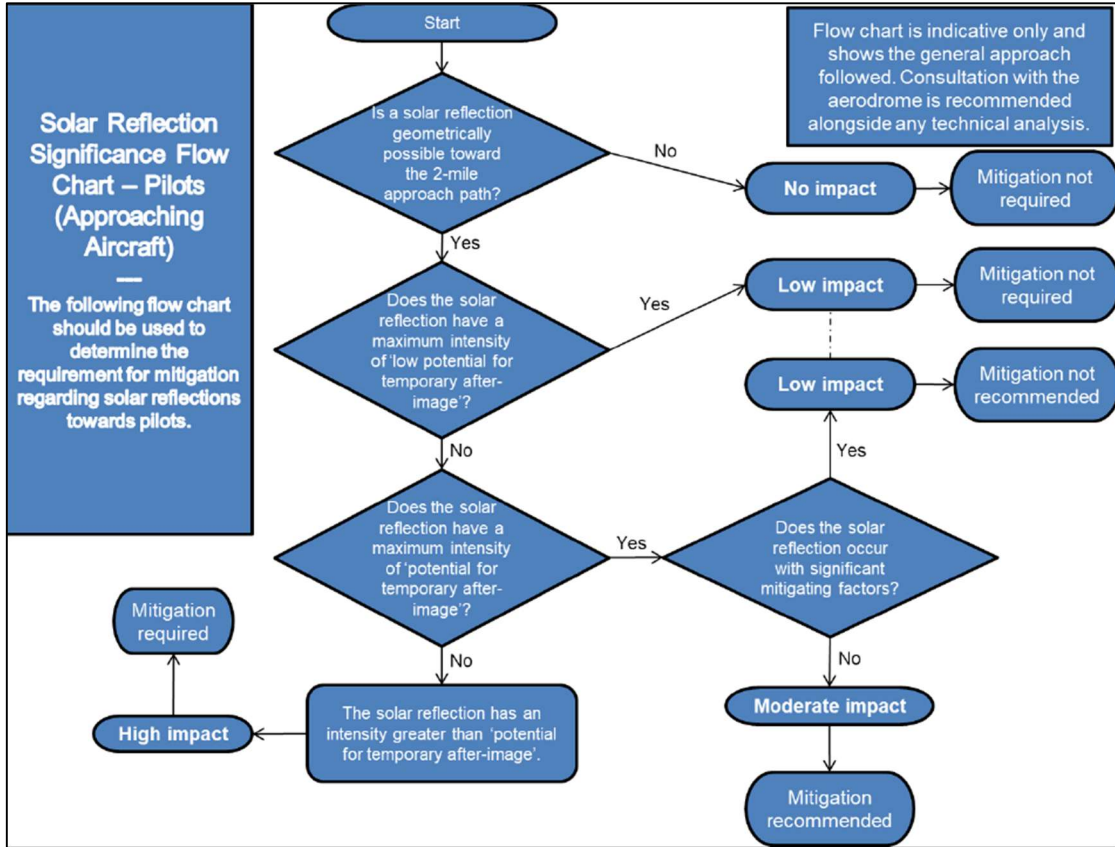 Solar Reflection
Significance Flow
Chart – Pilots
(Approaching
Aircraft)
—
The following flow chart
should be used to
determine the
requirement for mitigation
regarding solar reflections
towards pilots.
Start
Flow chart is indicative only and
shows the general approach
followed. Consultation with the
aerodrome is recommended
alongside any technical analysis.
Is a solar reflection
geometrically
possible toward
the 2-mile
approach path?
No
No impact
Mitigation not
required
Yes
Does the solar
reflection have a
maximum intensity
of ‘low potential for
temporary after-
image’?
Yes
Low impact
Mitigation not
required
Low impact
Mitigation not
recommended
No
Yes
Does the solar
reflection have a
maximum intensity
of ‘potential for
temporary after-
image’?
Yes
Does the solar
reflection occur
with significant
mitigating factors?
No
Moderate impact
Mitigation
recommended
No
The solar reflection has an
intensity greater than ‘potential
for temporary after-image’.
High impact
Mitigation
required